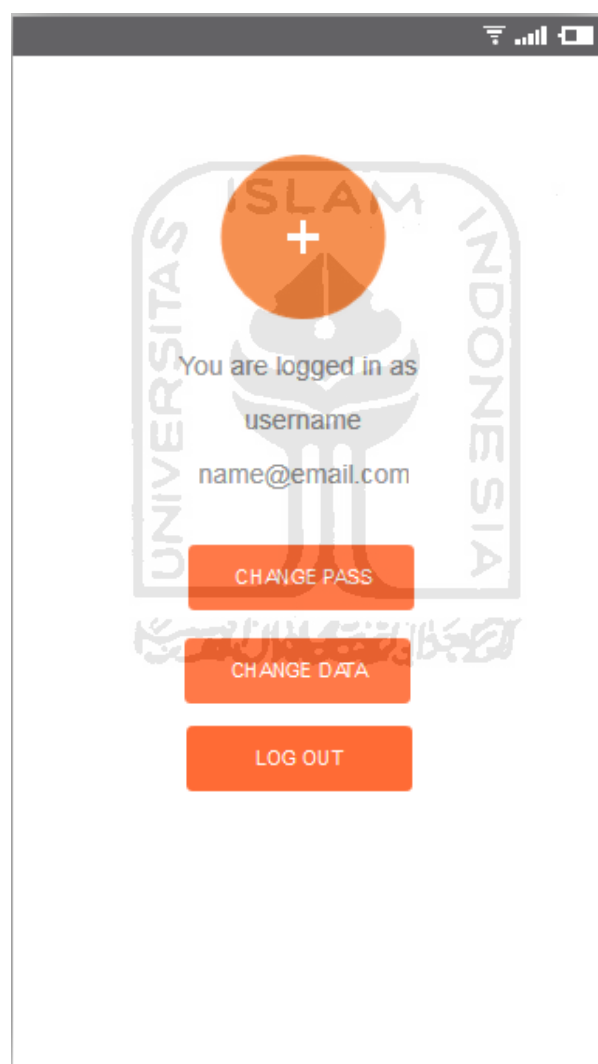 ISLAM
UNIVERSITAS
INDONESIA
+
You are logged in as
username
name@email.com
CHANGE PASS
CHANGE DATA
LOG OUT